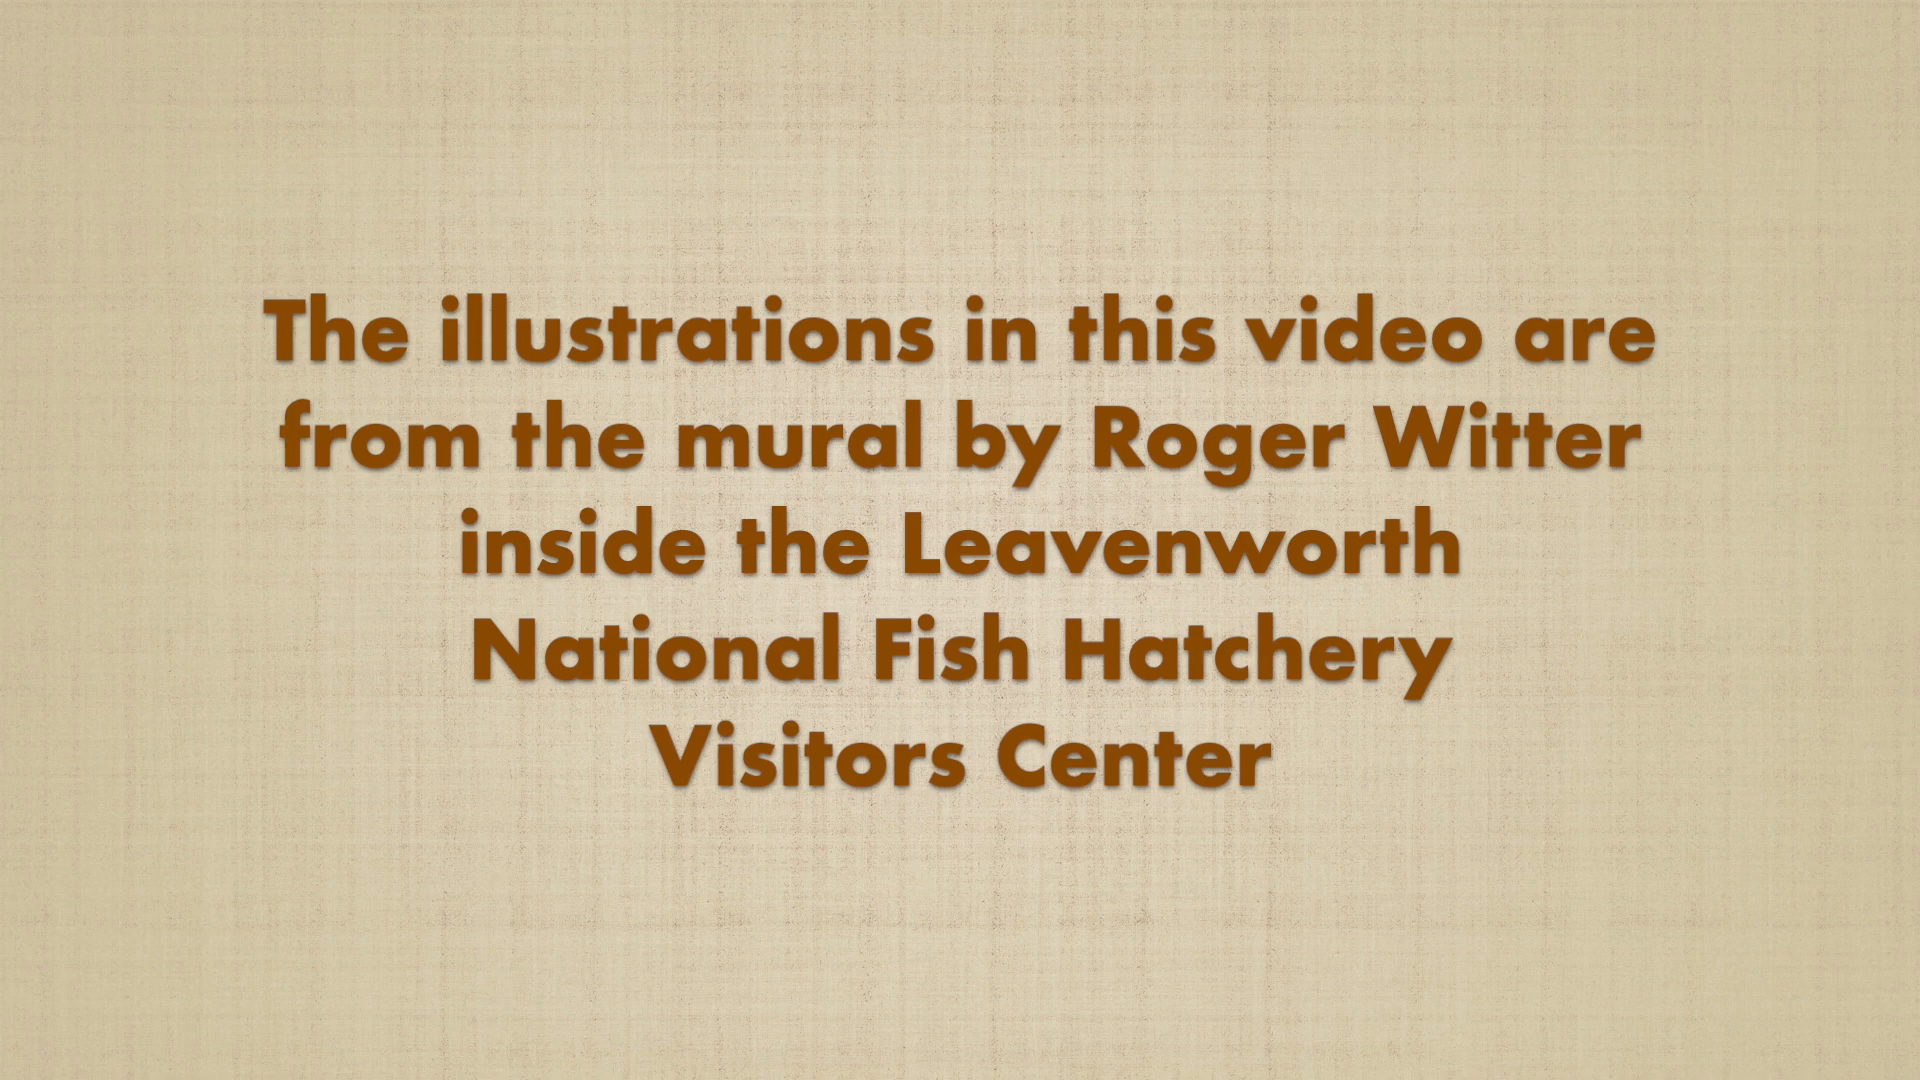 The illustrations in this video are
from the mural by Roger Witter
inside the Leavenworth
National Fish Hatchery
Visitors Center